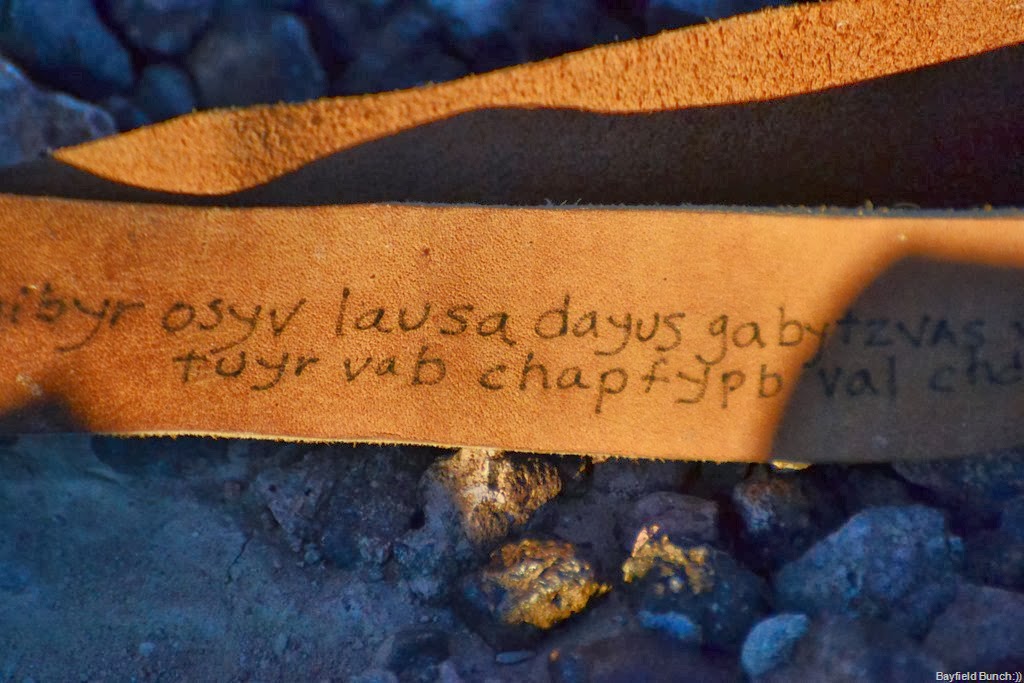 osyv lausa dayus gabytzvas
tuyr vab chapfypb val
Bayfield Bunch:))